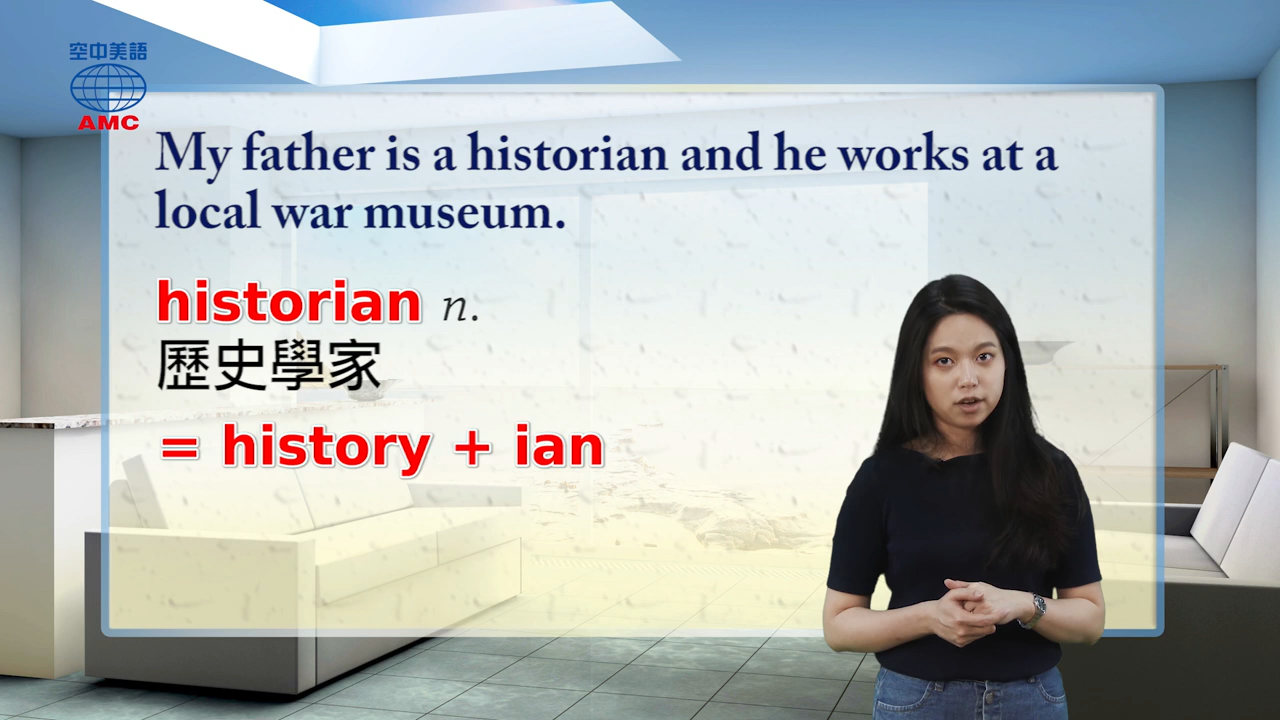 空中美語
AMC
My father is a historian and he works at a
local war museum.
historian n.
歷史學家
= history + ian